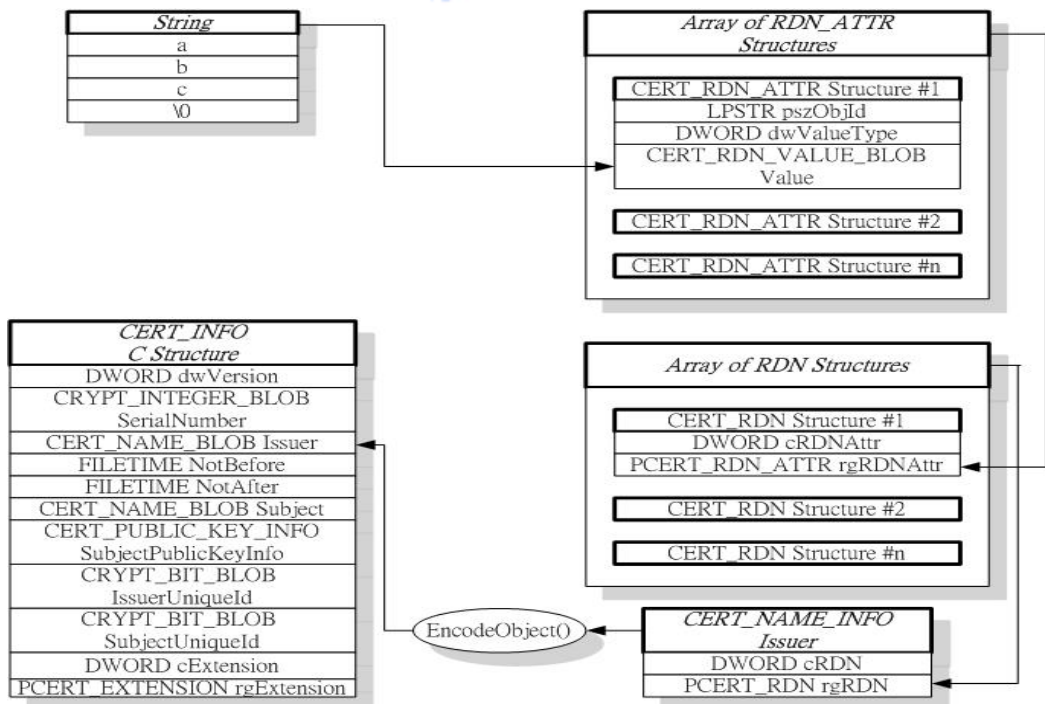 String
a
b
c
\0
Array of RDN_ATTR
Structures
CERT_RDN_ATTR Structure #1
LPSTR pszObjId
DWORD dwValueType
CERT_RDN_VALUE_BLOB
Value
CERT_RDN_ATTR Structure #2
CERT_RDN_ATTR Structure #n
CERT_INFO
C Structure
DWORD dwVersion
CRYPT_INTEGER_BLOB
SerialNumber
CERT_NAME_BLOB Issuer
FILETIME NotBefore
FILETIME NotAfter
CERT_NAME_BLOB Subject
CERT_PUBLIC_KEY_INFO
SubjectPublicKeyInfo
CRYPT_BIT_BLOB
IssuerUniqueId
CRYPT_BIT_BLOB
SubjectUniqueId
DWORD cExtension
PCERT_EXTENSION rgExtension
Array of RDN Structures
CERT_RDN Structure #1
DWORD cRDNAttr
PCERT_RDN_ATTR rgRDNAttr
CERT_RDN Structure #2
CERT_RDN Structure #n
EncodeObject()
CERT_NAME_INFO
Issuer
DWORD cRDN
PCERT_RDN rgRDN